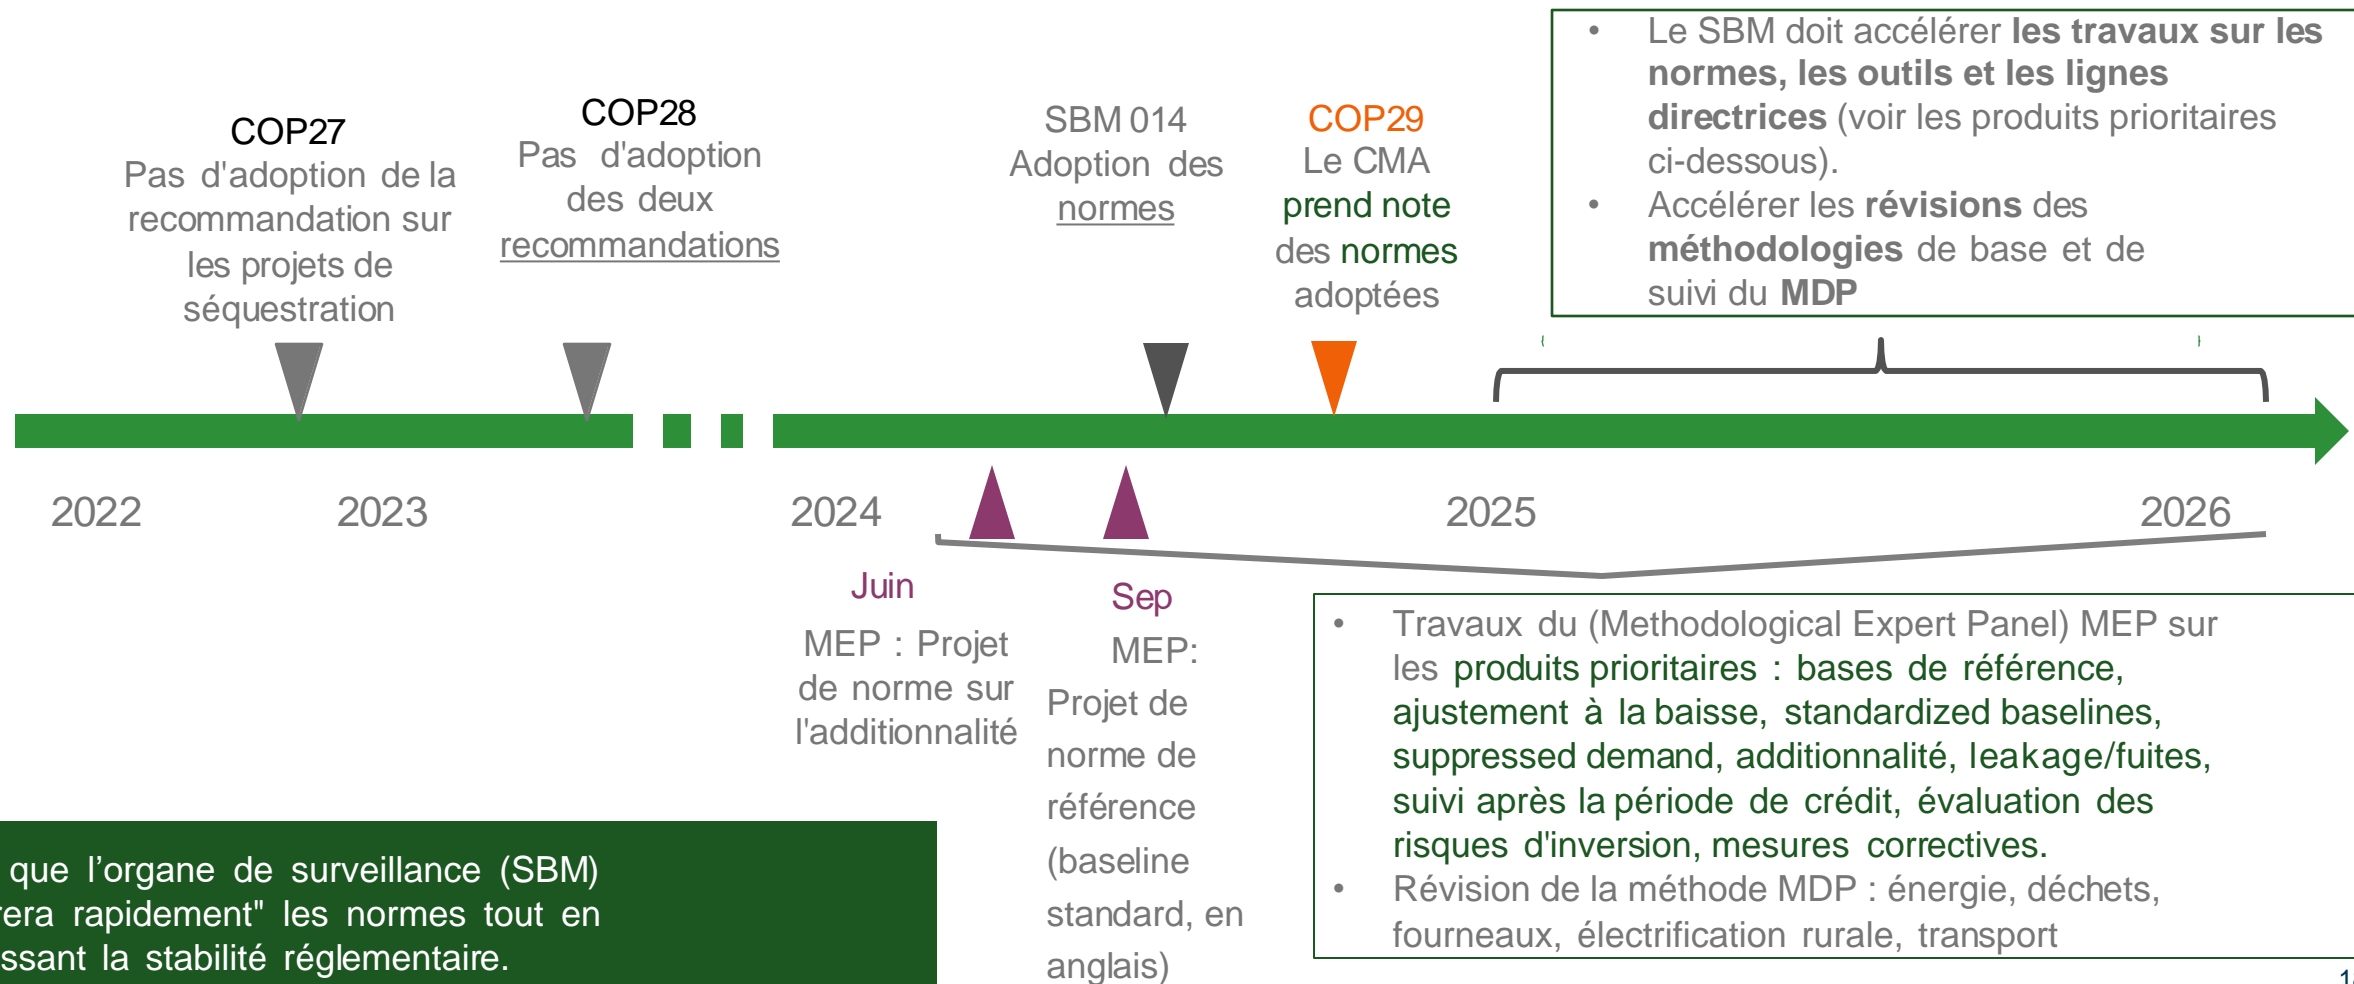 COP27
Pas d'adoption de la
recommandation sur
les projets de
séquestration
COP28
Pas d'adoption
des deux
recommandations
SBM 014
Adoption des
normes
COP29
Le CMA
prend note
des normes
adoptées
• Le SBM doit accélérer les travaux sur les
normes, les outils et les lignes
directrices (voir les produits prioritaires
ci-dessous).
• Accélérer les révisions des
méthodologies de base et de
suivi du MDP
2022
2023
2024
2025
2026
Juin
MEP : Projet
de norme sur
l'additionnalité
Sep
MEP:
Projet de
norme de
référence
(baseline
standard, en
anglais)
• Travaux du (Methodological Expert Panel) MEP sur
les produits prioritaires : bases de référence,
ajustement à la baisse, standardized baselines,
suppressed demand, additionnalité, leakage/fuites,
suivi après la période de crédit, évaluation des
risques d'inversion, mesures correctives.
• Révision de la méthode MDP : énergie, déchets,
fourneaux, électrification rurale, transport
que l’organe de surveillance (SBM)
rera rapidement" les normes tout en
ssant la stabilité réglementaire.